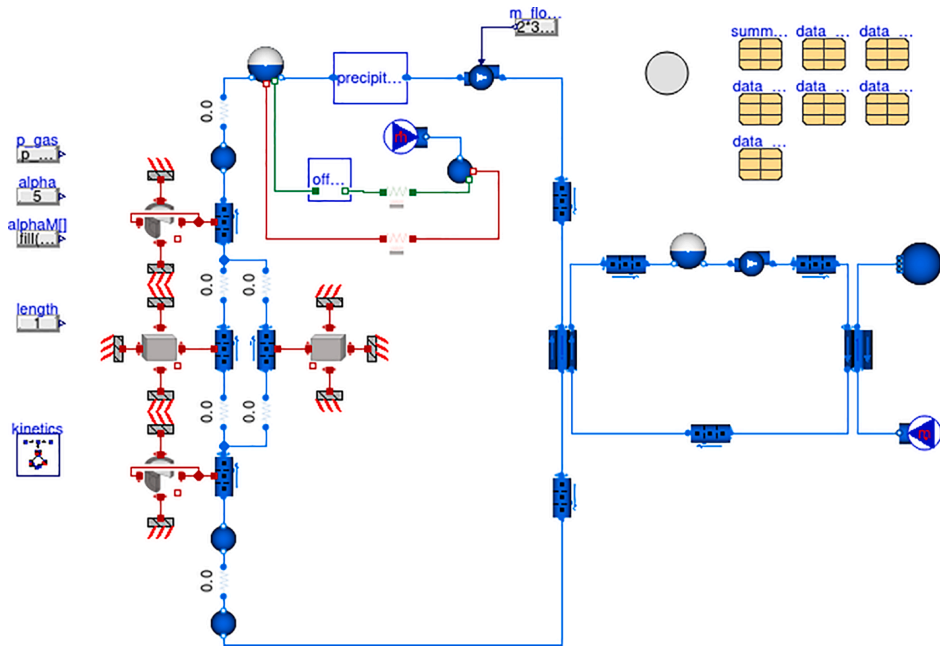 m_flo...
2*3...
summ... data_... data_...
precipit...
0.0
data_... data_... data_...
p_gas
p_...
data_...
off...
alpha
5
alphaM[]
fill(...
0.0 0.0
length
1
0.0 0.0
kinetics
0.0